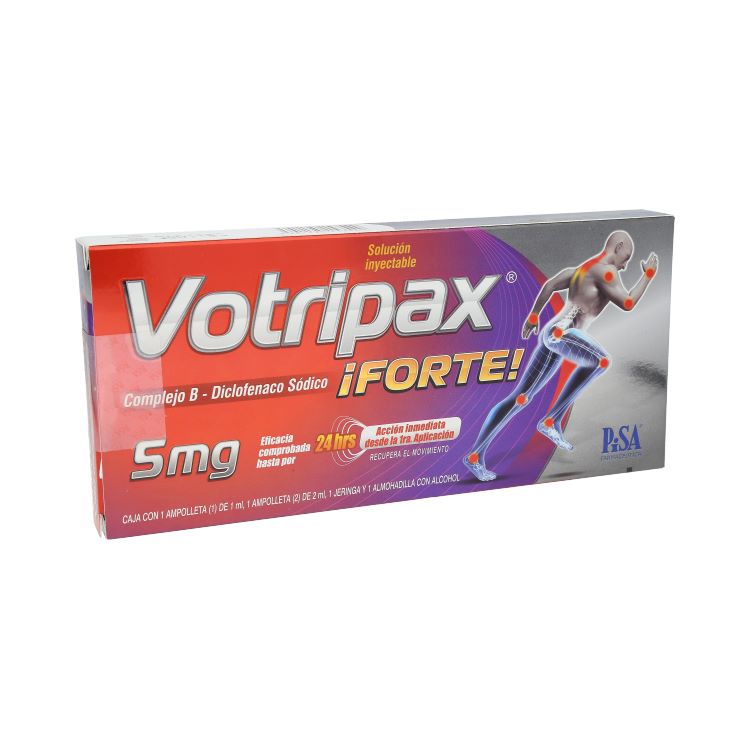 Solución
inyectable
Votripax®
¡FORTE!
Complejo B - Diclofenaco Sódico
5mg
Eficacia
comprobada
hasta por
24 hrs
Acción inmediata
desde la 1ra. Aplicación
RECUPERA EL MOVIMIENTO
PiSA
FARMACÉUTICA
CAJA CON 1 AMPOLLETA (1) DE 1 ml, 1 AMPOLLETA (2) DE 2 ml, 1 JERINGA Y 1 ALMOHADILLA CON ALCOHOL